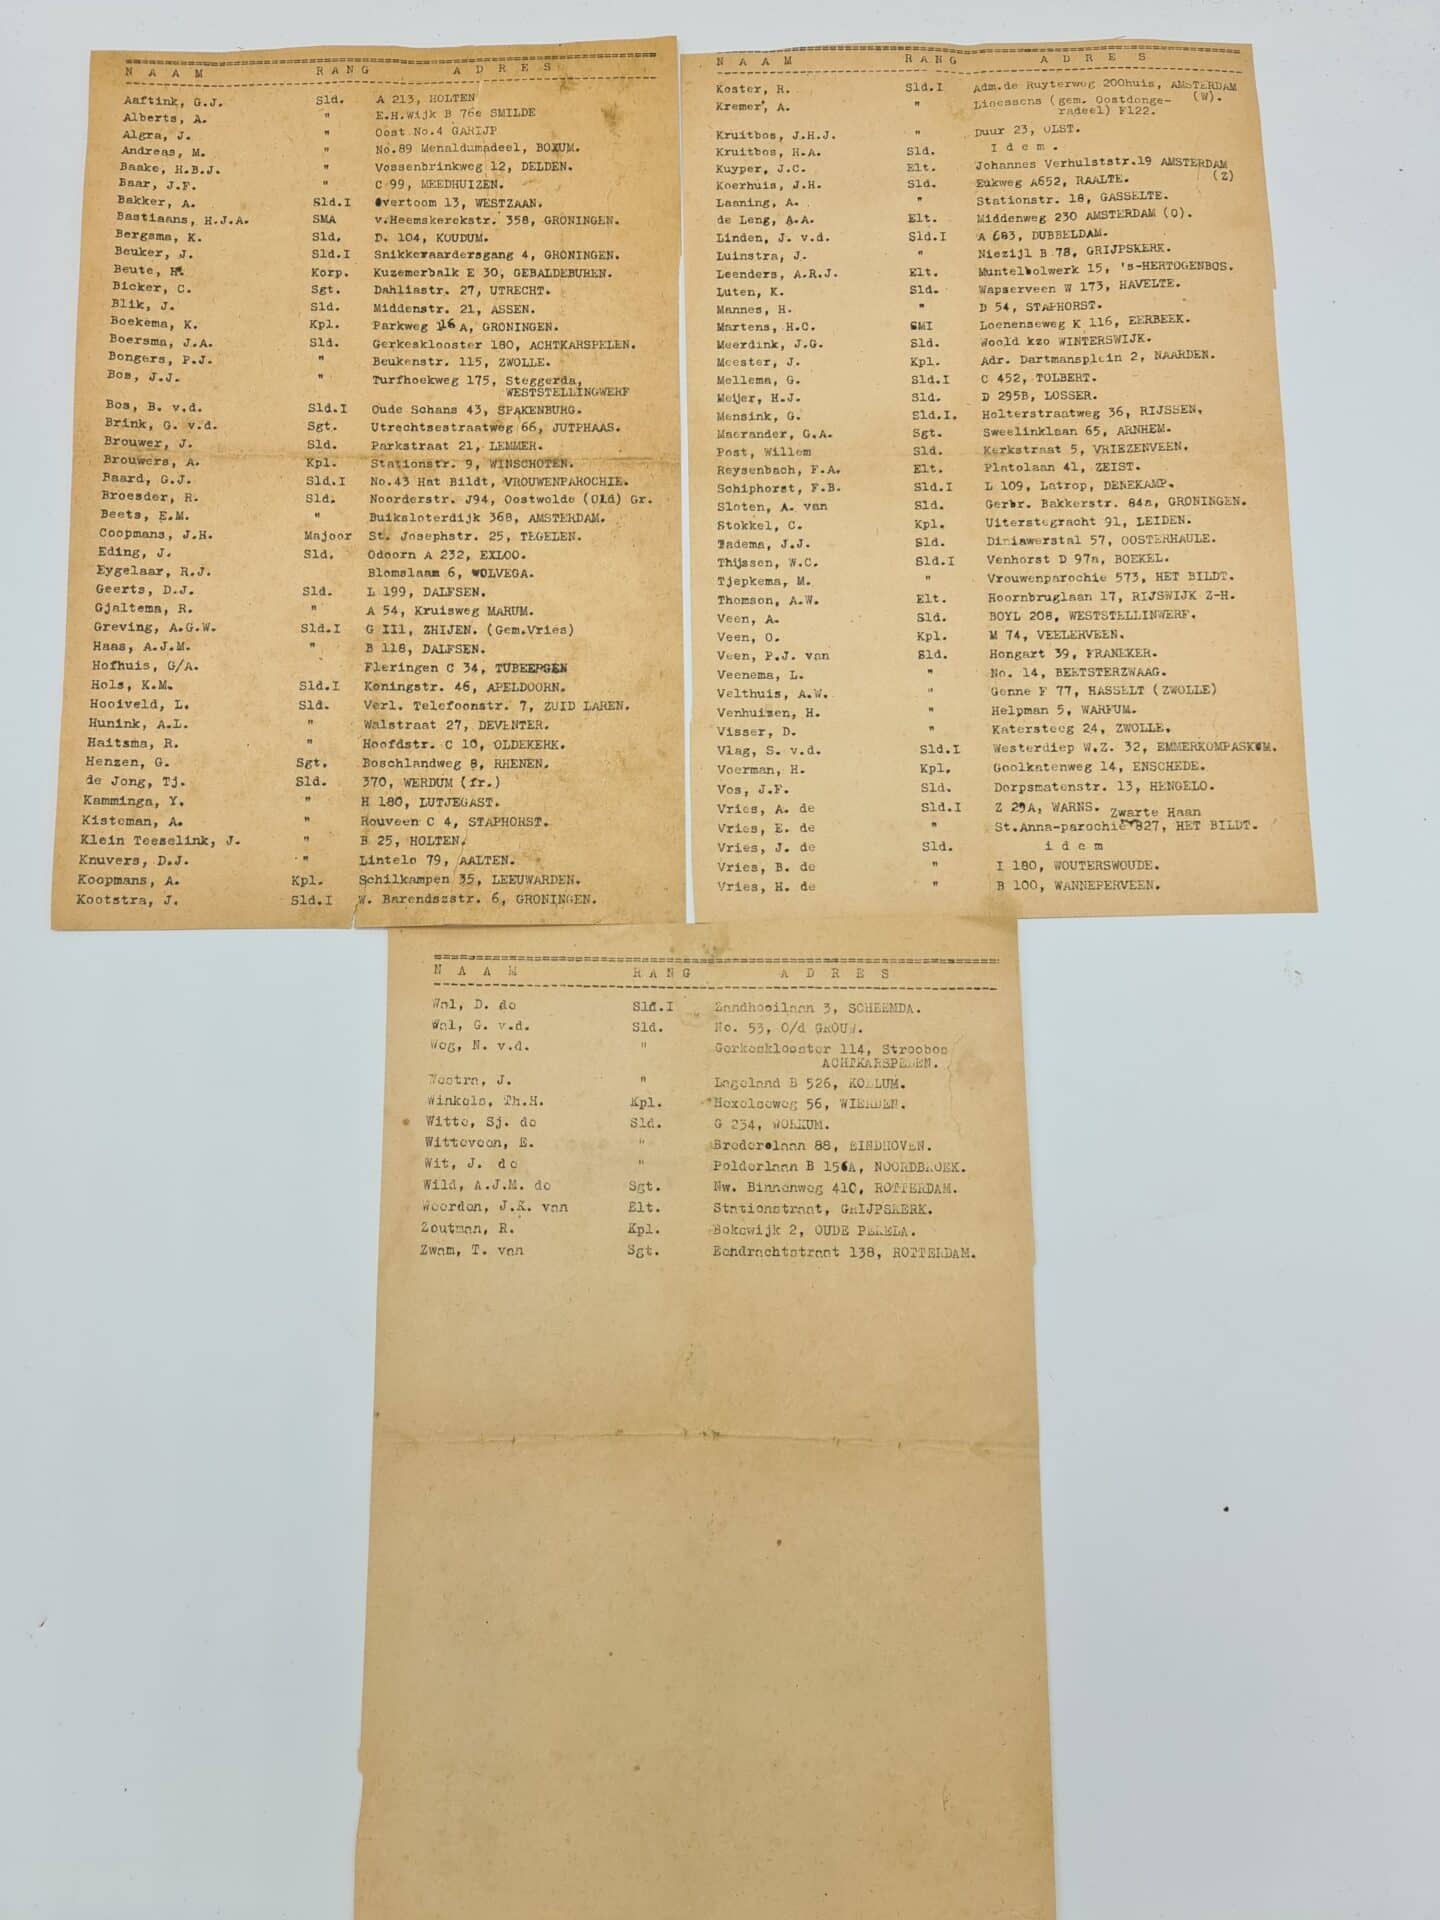 N A A M   R A N G   A D R E S
Aaftink, G.J. Sld. A 213, HOLTEN
Alberts, A. " E.H.Wijk B 76e SMILDE
Algra, J. " Oost No.4 GARIJP
Andreas, M. " No.89 Menaldumadeel, BOXUM.
Baake, H.B.J. " Vossenbrinkweg 12, DELDEN.
Baar, J.F. " C 99, MEEDHUIZEN.
Bakker, A. Sld.I Overtoom 13, WESTZAAN.
Bastiaans, H.J.A. SMA v.Heemskerckstr. 358, GRONINGEN.
Bergsma, K. Sld. D. 104, KOUDUM.
Beuker, J. Sld.I Snikkevaardersgang 4, GRONINGEN.
Beute, H. Korp. Kuzemerbalk E 30, GEBALDEBUREN.
Bicker, C. Sgt. Dahliastr. 27, UTRECHT.
Blik, J. Sld. Middenstr. 21, ASSEN.
Boekema, K. Kpl. Parkweg 116 A, GRONINGEN.
Boersma, J.A. Sld. Gerkesklooster 180, ACHTKARSPELEN.
Bongers, P.J. " Beukenstr. 115, ZWOLLE.
Bos, J.J. " Turfhoekweg 175, Steggerda,
WESTSTELLINGWERF
Bos, B. v.d. Sld.I Oude Schans 43, SPAKENBURG.
Brink, G. v.d. Sgt. Utrechtsestraatweg 66, JUTPHAAS.
Brouwer, J. Sld. Parkstraat 21, LEMMER.
Brouwers, A. Kpl. Stationstr. 9, WINSCHOTEN.
Baard, G.J. Sld.I No.43 Hat Bildt, VROUWENPAROCHIE.
Broesder, R. Sld. Noorderstr. J94, Oostwolde (Old) Gr.
Beets, E.M. " Buiksloterdijk 368, AMSTERDAM.
Coopmans, J.H. Majoor St. Josephstr. 25, TEGELEN.
Eding, J. Sld. Odoorn A 232, EXLOO.
Eygelaar, R.J. Blomslaam 6, WOLVEGA.
Geerts, D.J. Sld. L 199, DALFSEN.
Gjaltema, R. " A 54, Kruisweg MARUM.
Greving, A.G.W. Sld.I G III, ZHIJEN. (Gem.Vries)
Haas, A.J.M. " B 118, DALFSEN.
Hofhuis, G/A. Fleringen C 34, TUBEEPGEN
Hols, K.M. Sld.I Koningstr. 46, APELDOORN.
Hooiveld, L. Sld. Verl. Telefoonstr. 7, ZUID LAREN.
Hunink, A.L. " Walstraat 27, DEVENTER.
Haitsma, R. " Hoofdstr. C 10, OLDEKERK.
Henzen, G. Sgt. Boschlandweg 8, RHENEN.
de Jong, Tj. Sld. 370, WERDUM (fr.)
Kamminga, Y. " H 180, LUTJEGAST.
Kisteman, A. " Rouveen C 4, STAPHORST.
Klein Teeselink, J. " B 25, HOLTEN.
Knuvers, D.J. " Lintelo 79, AALTEN.
Koopmans, A. Kpl. Schilkampen 35, LEEUWARDEN.
Kootstra, J. Sld.I W. Barendszstr. 6, GRONINGEN.
N A A M   R A N G   A D R E S
Koster, R. Sld.I Adm.de Ruyterweg 200huis, AMSTERDAM
(W).
Kremer, A. " Lioessens (gem. Oostdonge-
radeel) F122.
Kruitbos, J.H.J. " Duur 23, OLST.
Kruitbos, H.A. Sld. I d e m .
Kuyper, J.C. Elt. Johannes Verhulststr.19 AMSTERDAM
(Z)
Koerhuis, J.H. Sld. Eukweg A652, RAALTE.
Laaning, A. " Stationstr. 18, GASSELTE.
de Leng, A.A. Elt. Middenweg 230 AMSTERDAM (O).
Linden, J. v.d. Sld.I A 683, DUBBELDAM.
Luinstra, J. " Niezijl B 78, GRIJPSKERK.
Leenders, A.R.J. Elt. Muntelbolwerk 15, 's-HERTOGENBOS.
Luten, K. Sld. Wapserveen W 173, HAVELTE.
Mannes, H. " D 54, STAPHORST.
Martens, H.C. SMI Loenenseweg K 116, EERBEEK.
Meerdink, J.G. Sld. Woold kzo WINTERSWIJK.
Meester, J. Kpl. Adr. Dartmansplein 2, NAARDEN.
Mellema, G. Sld.I C 452, TOLBERT.
Meijer, H.J. Sld. D 295B, LOSSER.
Mensink, G. Sld.I. Holterstraatweg 36, RIJSSEN.
Maerander, G.A. Sgt. Sweelinklaan 65, ARNHEM.
Post, Willem Sld. Kerkstraat 5, VRIEZENVEEN.
Reysenbach, F.A. Elt. Platolaan 41, ZEIST.
Schiphorst, F.B. Sld.I L 109, Latrop, DENEKAMP.
Sloten, A. van Sld. Gerbr. Bakkerstr. 84a, GRONINGEN.
Stokkel, C. Kpl. Uiterstegracht 91, LEIDEN.
Tadema, J.J. Sld. Diniawerstal 57, OOSTERHAULE.
Thijssen, W.C. Sld.I Venhorst D 97a, BOEKEL.
Tjepkema, M. " Vrouwenparochie 573, HET BILDT.
Thomson, A.W. Elt. Hoornbruglaan 17, RIJSWIJK Z-H.
Veen, A. Sld. BOYL 208, WESTSTELLINWERF.
Veen, O. Kpl. M 74, VEELERVEEN.
Veen, P.J. van Sld. Hongart 39, FRANEKER.
Veenema, L. " No. 14, BEETSTERZWAAG.
Velthuis, A.W. " Genne F 77, HASSELT (ZWOLLE)
Venhuizen, H. " Helpman 5, WARFUM.
Visser, D. " Katersteeg 24, ZWOLLE.
Vlag, S. v.d. Sld.I Westerdiep W.Z. 32, EMMERKOMPASKUM.
Voerman, H. Kpl. Goolkatenweg 14, ENSCHEDE.
Vos, J.F. Sld. Dorpsmatenstr. 13, HENGELO.
Vries, A. de Sld.I Z 29A, WARNS.
Zwarte Haan
Vries, E. de " St.Anna-parochie 827, HET BILDT.
Vries, J. de Sld. i d e m
Vries, B. de " I 180, WOUTERSWOUDE.
Vries, H. de " B 100, WANNEPERVEEN.
N A A M   R A N G   A D R E S
Wal, D. de Sld.I Zandhooilaan 3, SCHEEMDA.
Wal, G. v.d. Sld. No. 53, O/d GROUW.
Weg, N. v.d. " Gerkesklooster 114, Stroobos
ACHTKARSPELEN.
Westra, J. " Lageland B 526, KOLLUM.
Winkels, Th.H. Kpl. Hexelseweg 56, WIERDEN.
Witte, Sj. de Sld. G 234, WORKUM.
Witteveen, E. " Brederolaan 88, EINDHOVEN.
Wit, J. de " Polderlaan B 156A, NOORDBROEK.
Wild, A.J.M. de Sgt. Nw. Binnenweg 410, ROTTERDAM.
Woerden, J.K. van Elt. Stationstraat, GRIJPSKERK.
Zoutman, R. Kpl. Bokswijk 2, OUDE PEKELA.
Zwam, T. van Sgt. Eendrachtstraat 138, ROTTERDAM.